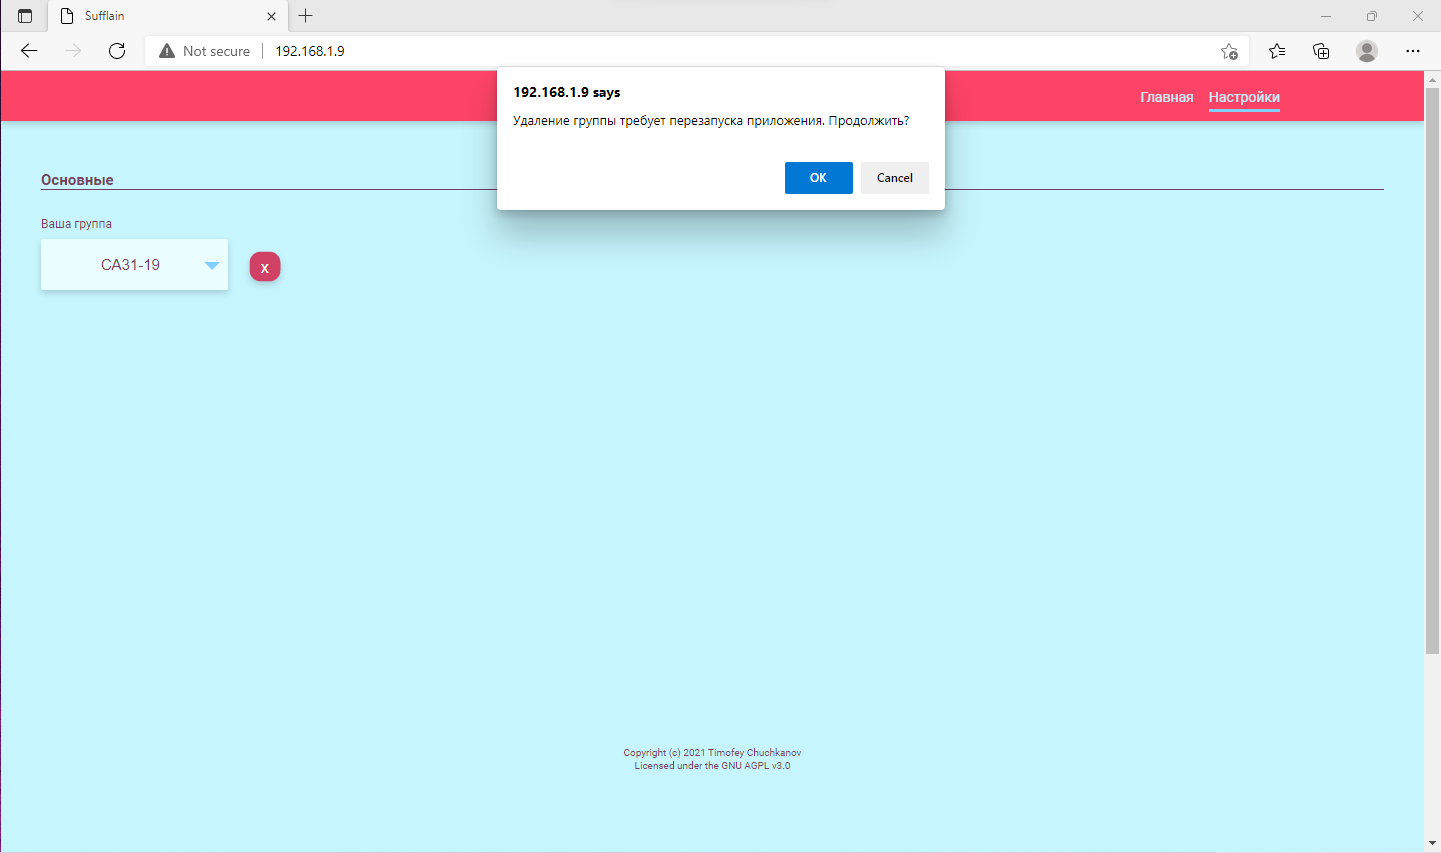 Sufflain
Not secure
192.168.1.9
192.168.1.9 says
Удаление группы требует перезапуска приложения. Продолжить?
OK
Cancel
Главная
Настройки
Основные
Ваша группа
СА31-19
x
Copyright (c) 2021 Timofey Chuchkanov
Licensed under the GNU AGPL v3.0